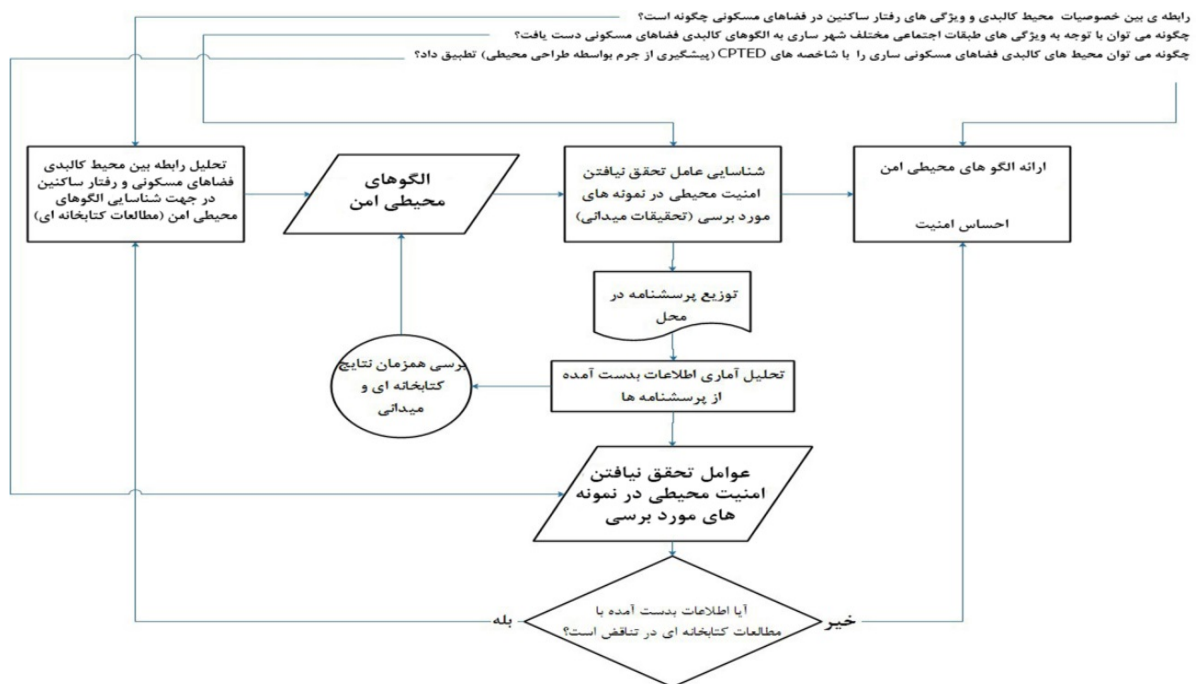 رابطه ی بین خصوصیات محیط کالبدی و ویژگی های رفتار ساکنین در فضاهای مسکونی چگونه است؟
چگونه می توان با توجه به ویژگی های طبقات اجتماعی مختلف شهر ساری به الگوهای کالبدی فضاهای مسکونی دست یافت؟
چگونه می توان محیط های کالبدی فضاهای مسکونی ساری را با شاخصه های CPTED (پیشگیری از جرم بواسطه طراحی محیطی) تطبیق داد؟
تحلیل رابطه بین محیط کالبدی
فضاهای مسکونی و رفتار ساکنین
در جهت شناسایی الگوهای
محیطی امن (مطالعات کتابخانه ای)
الگوهای
محیطی امن
شناسایی عامل تحقق نیافتن
امنیت محیطی در نمونه های
مورد برسی (تحقیقات میدانی)
ارائه الگو های محیطی امن
احساس امنیت
توزیع پرسشنامه در
محل
تحلیل آماری اطلاعات بدست آمده
از پرسشنامه ها
برسی همزمان نتایج
کتابخانه ای و
میدانی
عوامل تحقق نیافتن
امنیت محیطی در نمونه
های مورد برسی
آیا اطلاعات بدست آمده با
مطالعات کتابخانه ای در تناقض است؟
خیر
بله